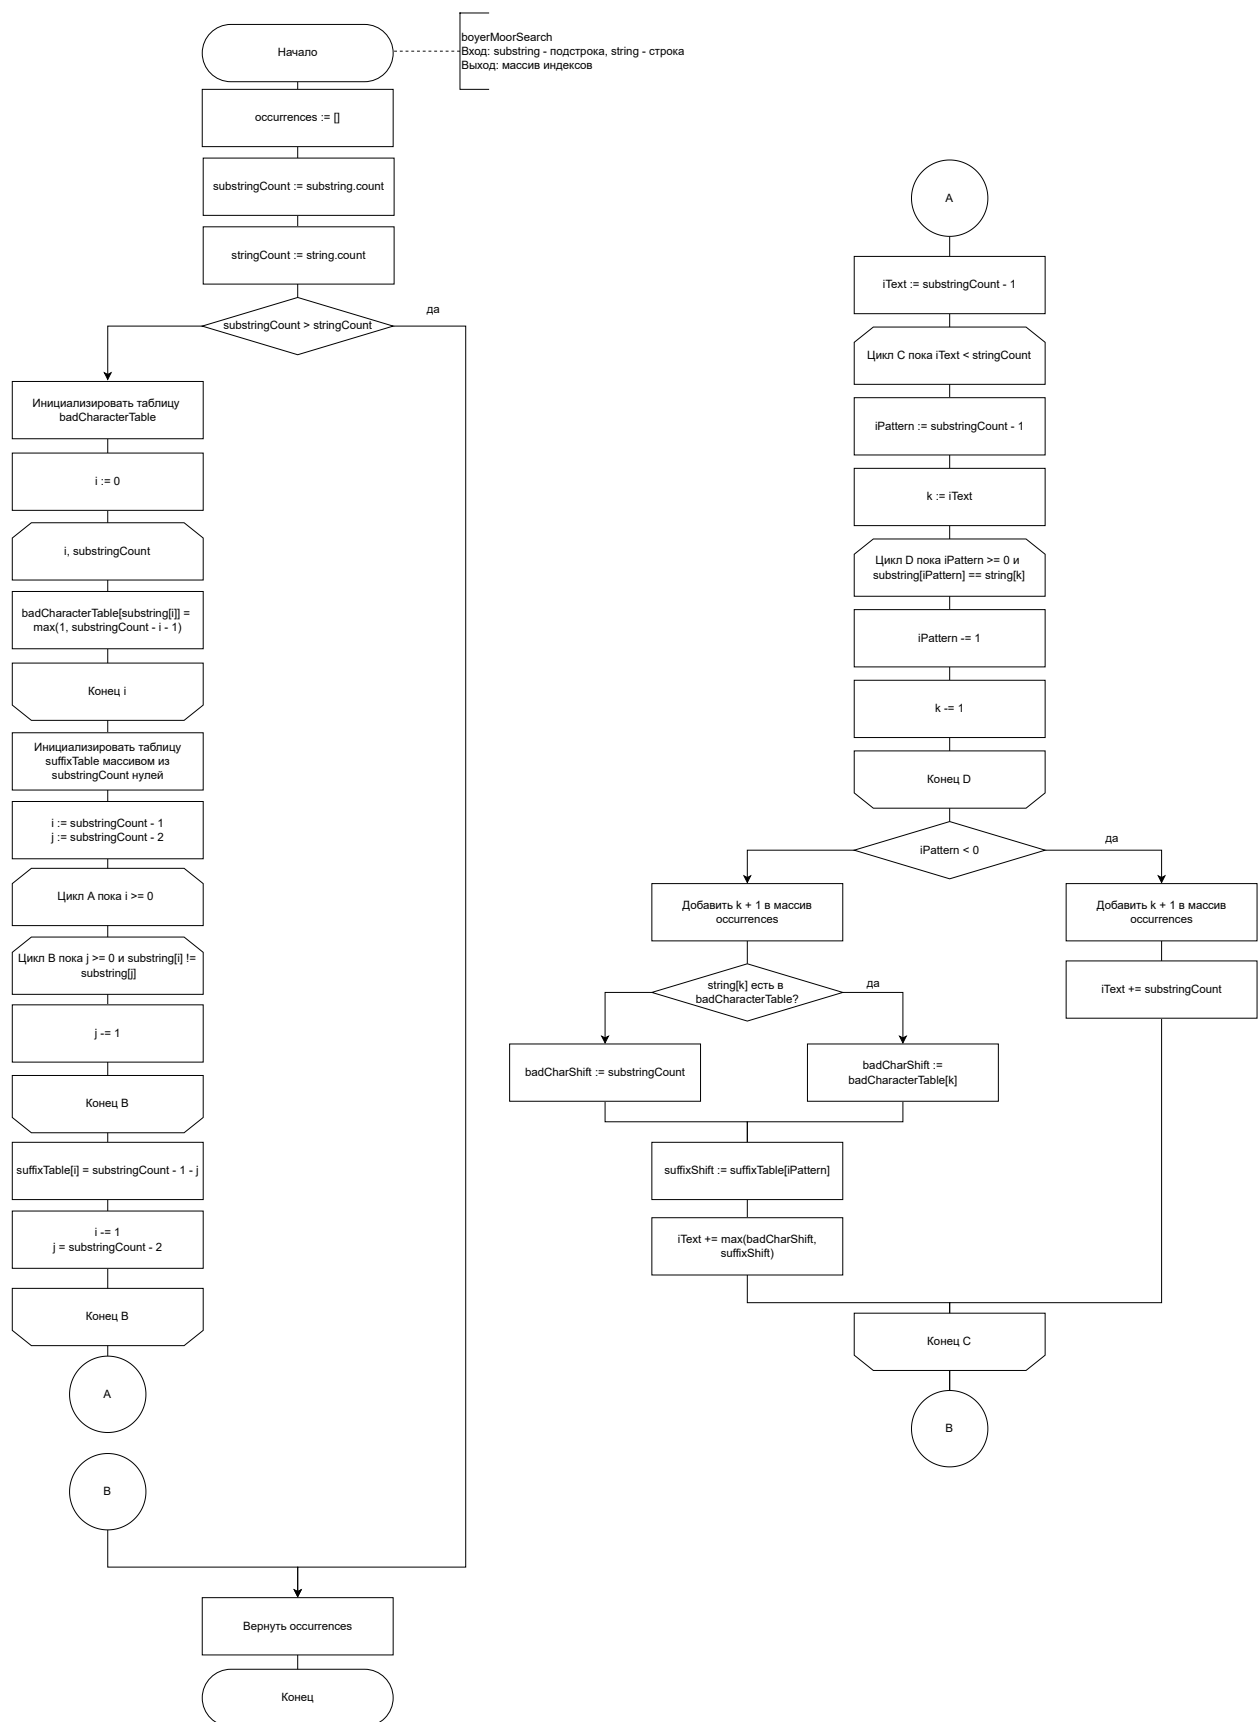 Начало
boyerMoorSearch
Вход: substring - подстрока, string - строка
Выход: массив индексов
occurrences := []
substringCount := substring.count
stringCount := string.count
substringCount > stringCount
да
Инициализировать таблицу
badCharacterTable
i := 0
i, substringCount
badCharacterTable[substring[i]] =
max(1, substringCount - i - 1)
Конец i
Инициализировать таблицу
suffixTable массивом из
substringCount нулей
i := substringCount - 1
j := substringCount - 2
Цикл A пока i >= 0
Цикл B пока j >= 0 и substring[i] !=
substring[j]
j -= 1
Конец B
suffixTable[i] = substringCount - 1 - j
i -= 1
j = substringCount - 2
Конец B
A
B
Вернуть occurrences
Конец
A
iText := substringCount - 1
Цикл C пока iText < stringCount
iPattern := substringCount - 1
k := iText
Цикл D пока iPattern >= 0 и
substring[iPattern] == string[k]
iPattern -= 1
k -= 1
Конец D
iPattern < 0
да
Добавить k + 1 в массив
occurrences
Добавить k + 1 в массив
occurrences
string[k] есть в
badCharacterTable?
да
iText += substringCount
badCharShift := substringCount
badCharShift :=
badCharacterTable[k]
suffixShift := suffixTable[iPattern]
iText += max(badCharShift,
suffixShift)
Конец C
B